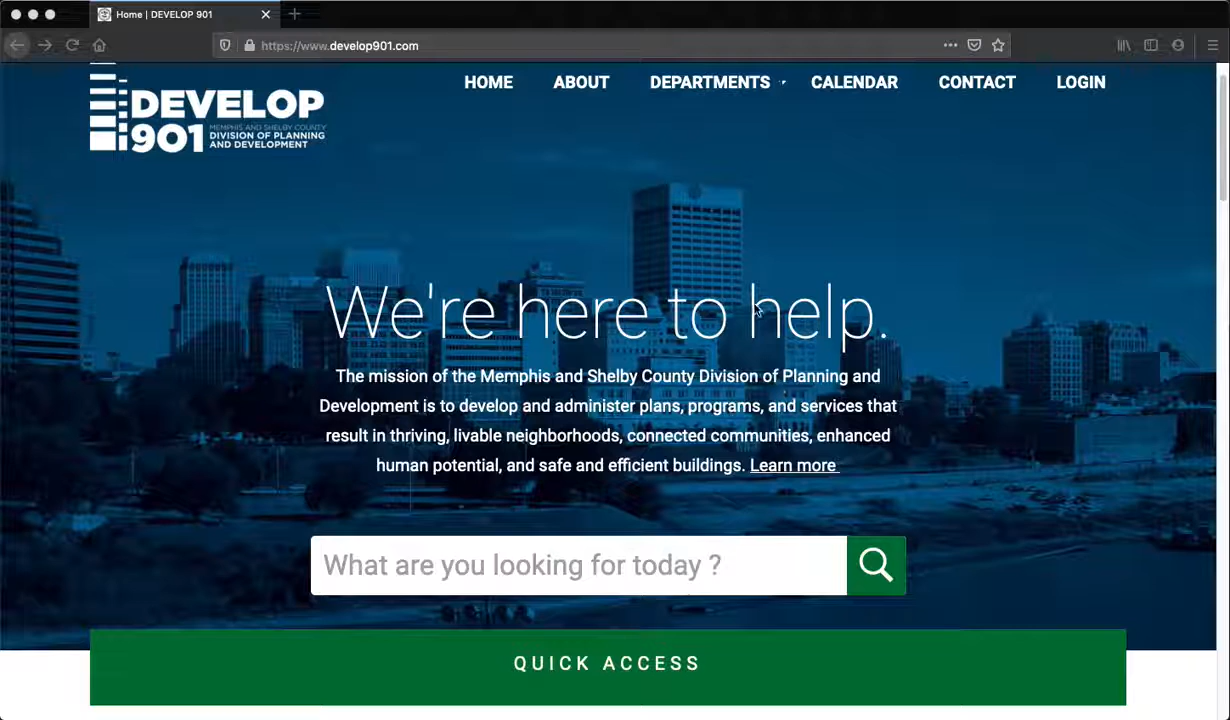 Home | DEVELOP 901
https://www.develop901.com
DEVELOP
901
MEMPHIS AND SHELBY COUNTY
DIVISION OF PLANNING
AND DEVELOPMENT
HOME
ABOUT
DEPARTMENTS
CALENDAR
CONTACT
LOGIN
We're here to help.
The mission of the Memphis and Shelby County Division of Planning and
Development is to develop and administer plans, programs, and services that
result in thriving, livable neighborhoods, connected communities, enhanced
human potential, and safe and efficient buildings. Learn more
What are you looking for today ?
QUICK ACCESS